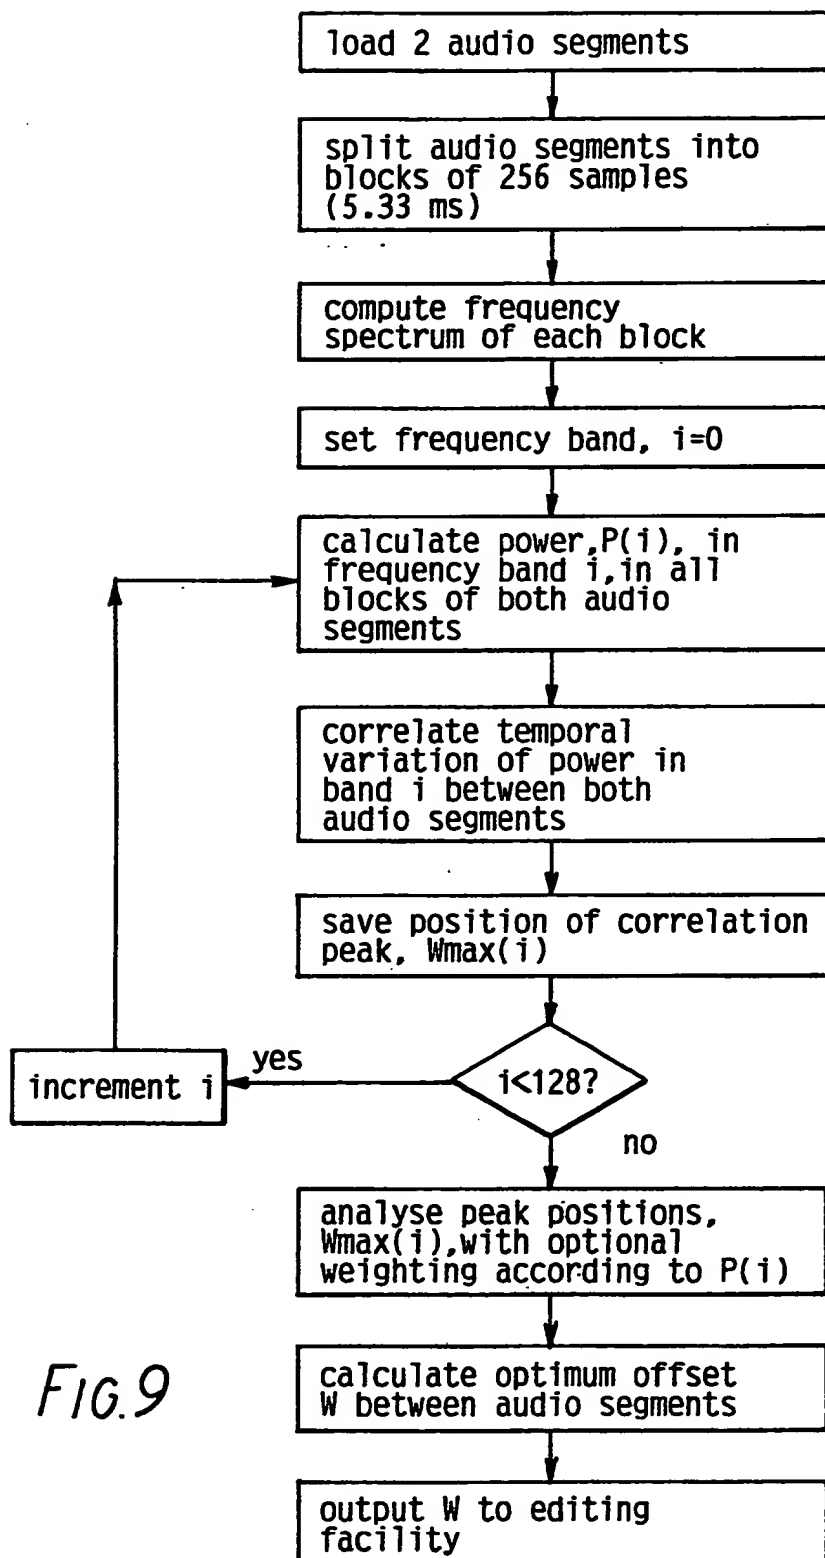 load 2 audio segments
split audio segments into
blocks of 256 samples
(5.33 ms)
compute frequency
spectrum of each block
set frequency band, i=0
calculate power,P(i), in
frequency band i,in all
blocks of both audio
segments
correlate temporal
variation of power in
band i between both
audio segments
save position of correlation
peak, Wmax(i)
i<128?
yes
increment i
no
analyse peak positions,
Wmax(i),with optional
weighting according to P(i)
calculate optimum offset
W between audio segments
FIG.9
output W to editing
facility